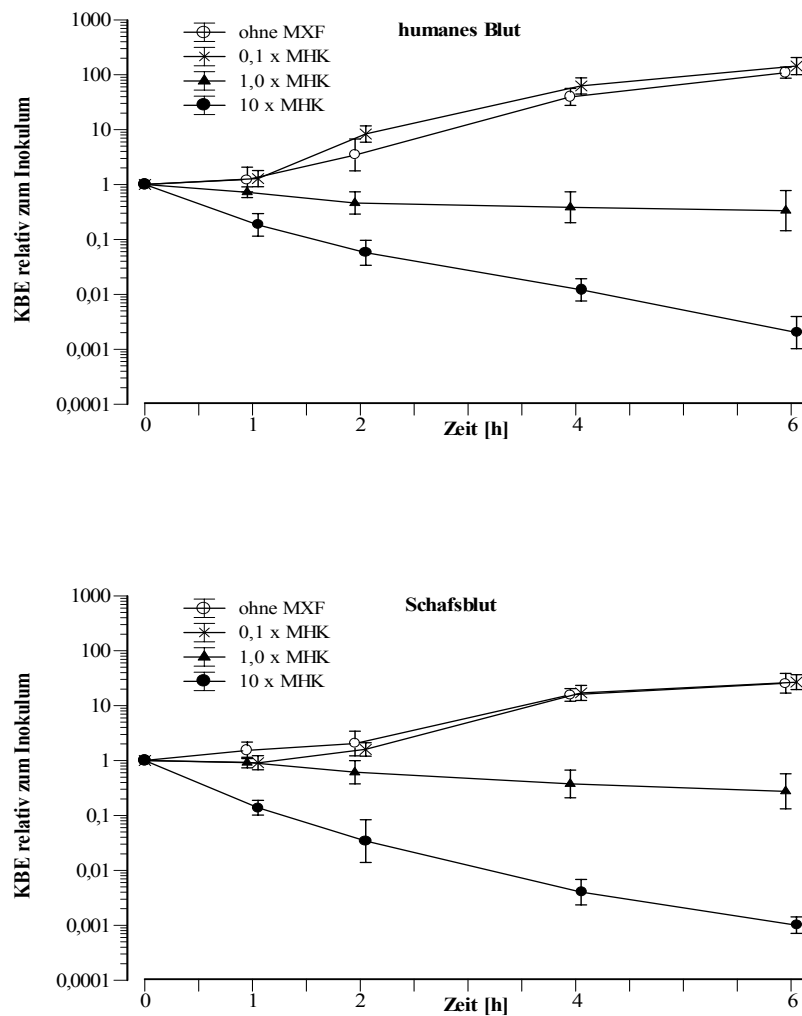 humanes Blut
ohne MXF
0,1 x MHK
1,0 x MHK
10 x MHK
KBE relativ zum Inokulum
1000
100
10
1
0,1
0,01
0,001
0,0001
0 1 2 4 6
Zeit [h]
Schafsblut
ohne MXF
0,1 x MHK
1,0 x MHK
10 x MHK
KBE relativ zum Inokulum
1000
100
10
1
0,1
0,01
0,001
0,0001
0 1 2 4 6
Zeit [h]